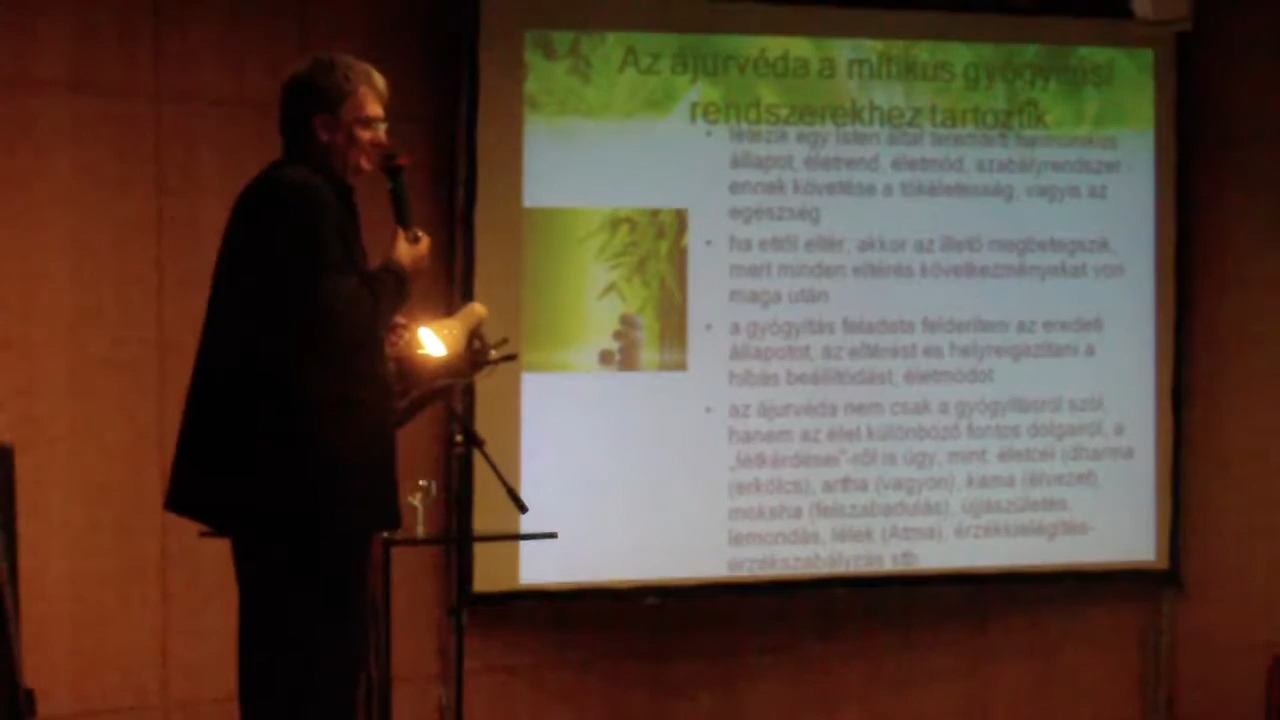 Az ájurvéda a mitikus gyógyítási
rendszerekhez tartozik
• létezik egy Isten által teremtett harmonikus
állapot, életrend, életmód, szabályrendszer -
ennek követése a tökéletesség, vagyis az
egészség
• ha ettől eltér, akkor az illető megbetegszik,
mert minden eltérés következményeket von
maga után
• a gyógyítás feladata felderíteni az eredeti
állapotot, az eltérést és helyreigazítani a
hibás beállítódást, életmódot
• az ájurvéda nem csak a gyógyításról szól,
hanem az élet különböző fontos dolgairól, a
„létkérdései"-ről is úgy, mint: életcél (dharma
(erkölcs), artha (vagyon), kama (érvezet),
moksha (felszabadulás), újjászületés,
lemondás, lélek (Atma), érzékkielégítés-
érzékszabályzás stb.